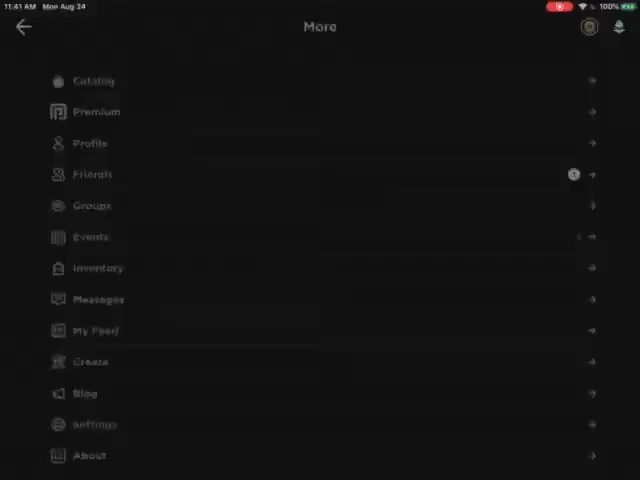 11:41 AM Mon Aug 24 100%
More
Catalog
Premium
Profile
Friends
Groups
Events
Inventory
Messages
My Feed
Create
Blog
Settings
About